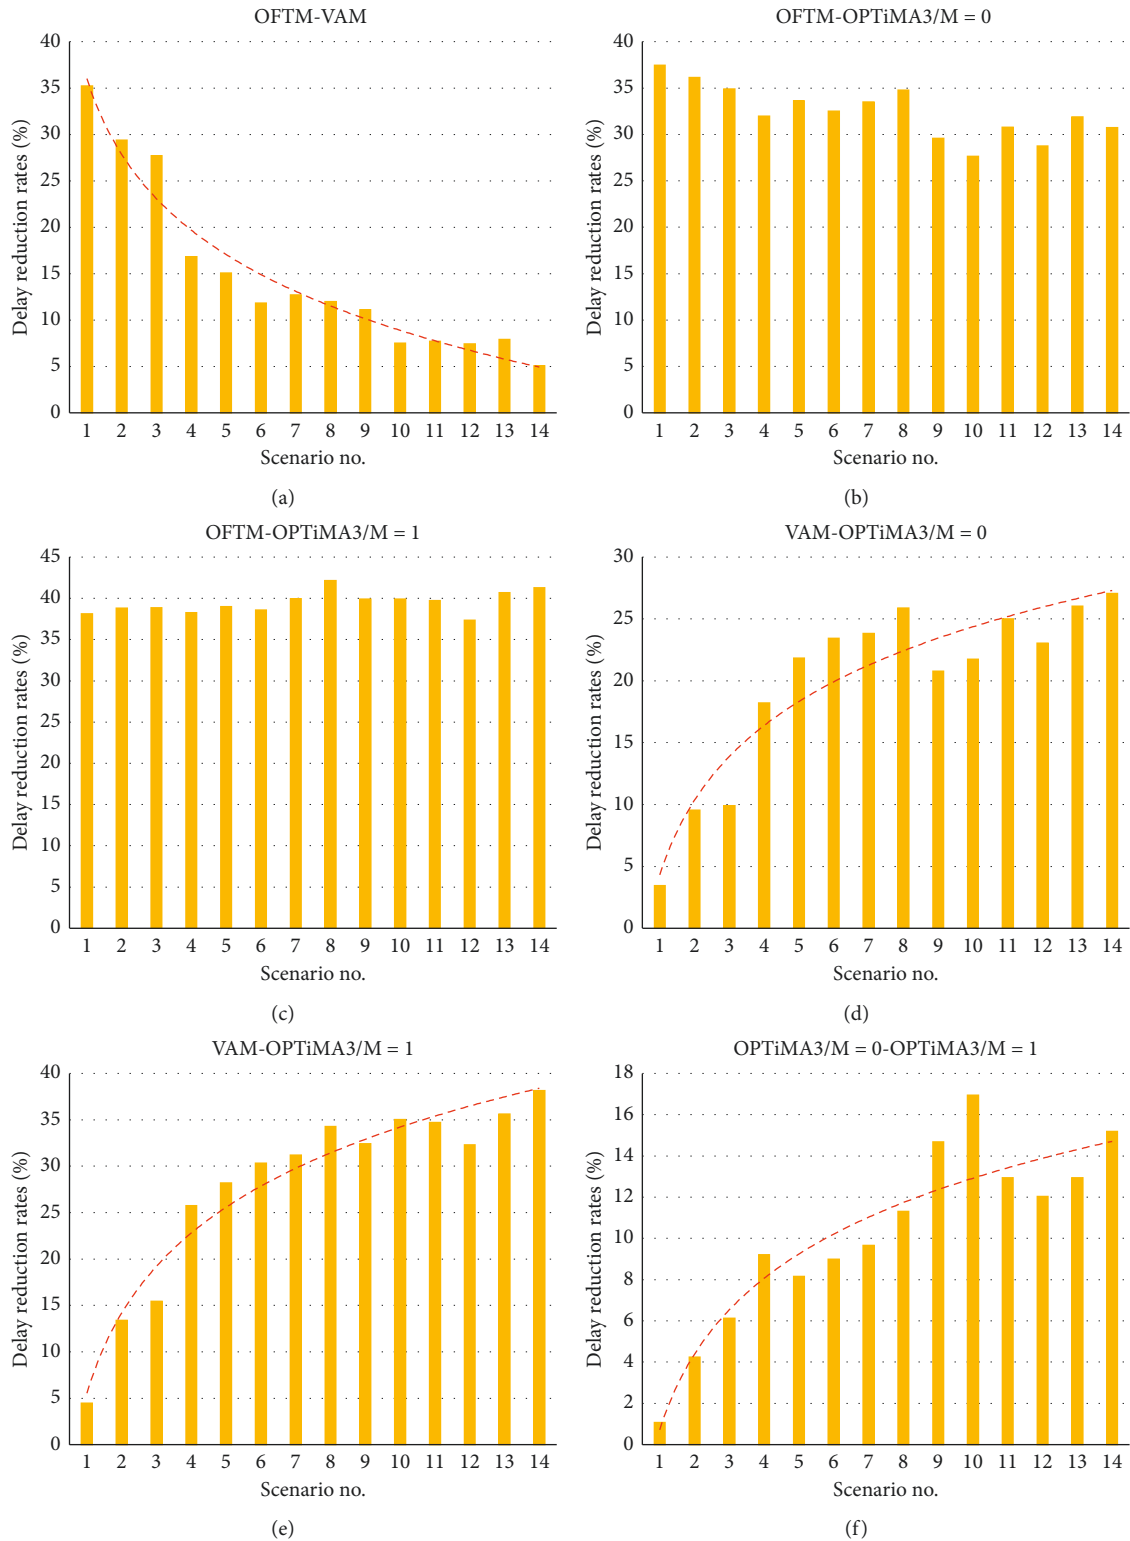 OFTM-VAM
Delay reduction rates (%)
40
35
30
25
20
15
10
5
0
1 2 3 4 5 6 7 8 9 10 11 12 13 14
Scenario no.
(a)
OFTM-OPTiMA3/M = 0
Delay reduction rates (%)
40
35
30
25
20
15
10
5
0
1 2 3 4 5 6 7 8 9 10 11 12 13 14
Scenario no.
(b)
OFTM-OPTiMA3/M = 1
Delay reduction rates (%)
45
40
35
30
25
20
15
10
5
0
1 2 3 4 5 6 7 8 9 10 11 12 13 14
Scenario no.
(c)
VAM-OPTiMA3/M = 0
Delay reduction rates (%)
30
25
20
15
10
5
0
1 2 3 4 5 6 7 8 9 10 11 12 13 14
Scenario no.
(d)
VAM-OPTiMA3/M = 1
Delay reduction rates (%)
40
35
30
25
20
15
10
5
0
1 2 3 4 5 6 7 8 9 10 11 12 13 14
Scenario no.
(e)
OPTiMA3/M = 0-OPTiMA3/M = 1
Delay reduction rates (%)
18
16
14
12
10
8
6
4
2
0
1 2 3 4 5 6 7 8 9 10 11 12 13 14
Scenario no.
(f)